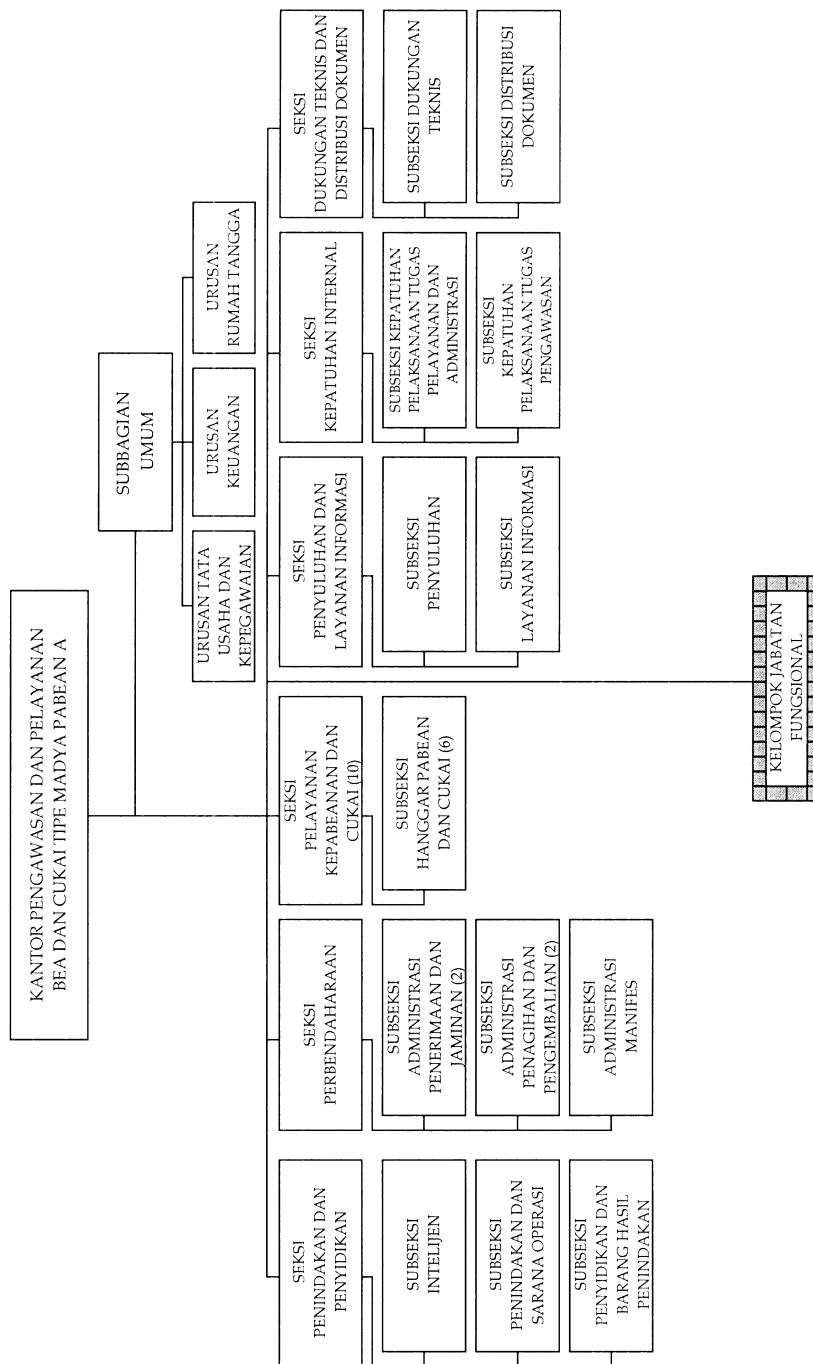 KANTOR PENGAWASAN DAN PELAYANAN
BEA DAN CUKAI TIPE MADYA PABEAN A
SUBBAGIAN
UMUM
URUSAN TATA
USAHA DAN
KEPEGAWAIAN
URUSAN
KEUANGAN
URUSAN
RUMAH TANGGA
SEKSI
PENINDAKAN DAN
PENYIDIKAN
SUBSEKSI
INTELIJEN
SUBSEKSI
PENINDAKAN DAN
SARANA OPERASI
SUBSEKSI
PENYIDIKAN DAN
BARANG HASIL
PENINDAKAN
SEKSI
PERBENDAHARAAN
SUBSEKSI
ADMINISTRASI
PENERIMAAN DAN
JAMINAN (2)
SUBSEKSI
ADMINISTRASI
PENAGIHAN DAN
PENGEMBALIAN (2)
SUBSEKSI
ADMINISTRASI
MANIFES
SEKSI
PELAYANAN
KEPABEANAN DAN
CUKAI (10)
SUBSEKSI
HANGGAR PABEAN
DAN CUKAI (6)
SEKSI
PENYULUHAN DAN
LAYANAN INFORMASI
SUBSEKSI
PENYULUHAN
SUBSEKSI
LAYANAN INFORMASI
SEKSI
KEPATUHAN INTERNAL
SUBSEKSI KEPATUHAN
PELAKSANAAN TUGAS
PELAYANAN DAN
ADMINISTRASI
SUBSEKSI
KEPATUHAN
PELAKSANAAN TUGAS
PENGAWASAN
SEKSI
DUKUNGAN TEKNIS DAN
DISTRIBUSI DOKUMEN
SUBSEKSI DUKUNGAN
TEKNIS
SUBSEKSI DISTRIBUSI
DOKUMEN
KELOMPOK JABATAN
FUNGSIONAL